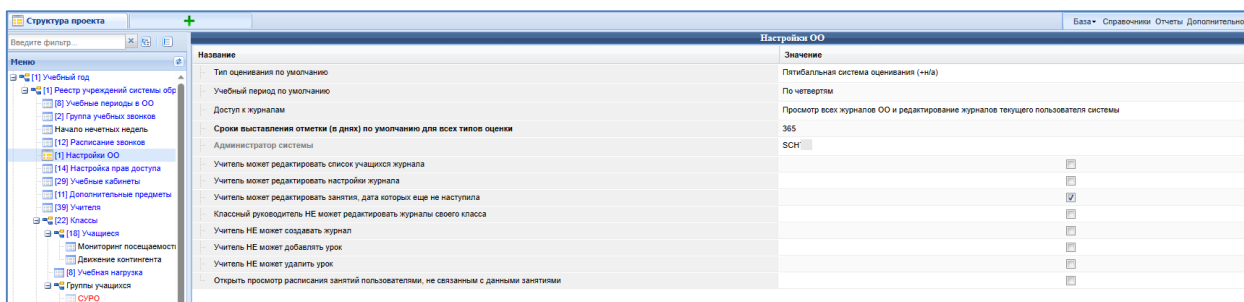 Структура проекта
База Справочники Отчеты Дополнительно
Введите фильтр...
Настройки ОО
Меню
Название Значение
[1] Учебный год
[1] Реестр учреждений системы обр
[8] Учебные периоды в ОО
[2] Группа учебных звонков
Начало нечетных недель
[12] Расписание звонков
[1] Настройки ОО
[14] Настройка прав доступа
[29] Учебные кабинеты
[11] Дополнительные предметы
[39] Учителя
[22] Классы
[18] Учащиеся
Мониторинг посещаемост
Движение контингента
[8] Учебная нагрузка
Группы учащихся
СУРО
Тип оценивания по умолчанию Пятибалльная система оценивания (+н/а)
Учебный период по умолчанию По четвертям
Доступ к журналам Просмотр всех журналов ОО и редактирование журналов текущего пользователя системы
Сроки выставления отметки (в днях) по умолчанию для всех типов оценки 365
Администратор системы SCH
Учитель может редактировать список учащихся журнала
Учитель может редактировать настройки журнала
Учитель может редактировать занятия, дата которых еще не наступила
Классный руководитель НЕ может редактировать журналы своего класса
Учитель НЕ может создавать журнал
Учитель НЕ может добавлять урок
Учитель НЕ может удалить урок
Открыть просмотр расписания занятий пользователями, не связанным с данными занятиями